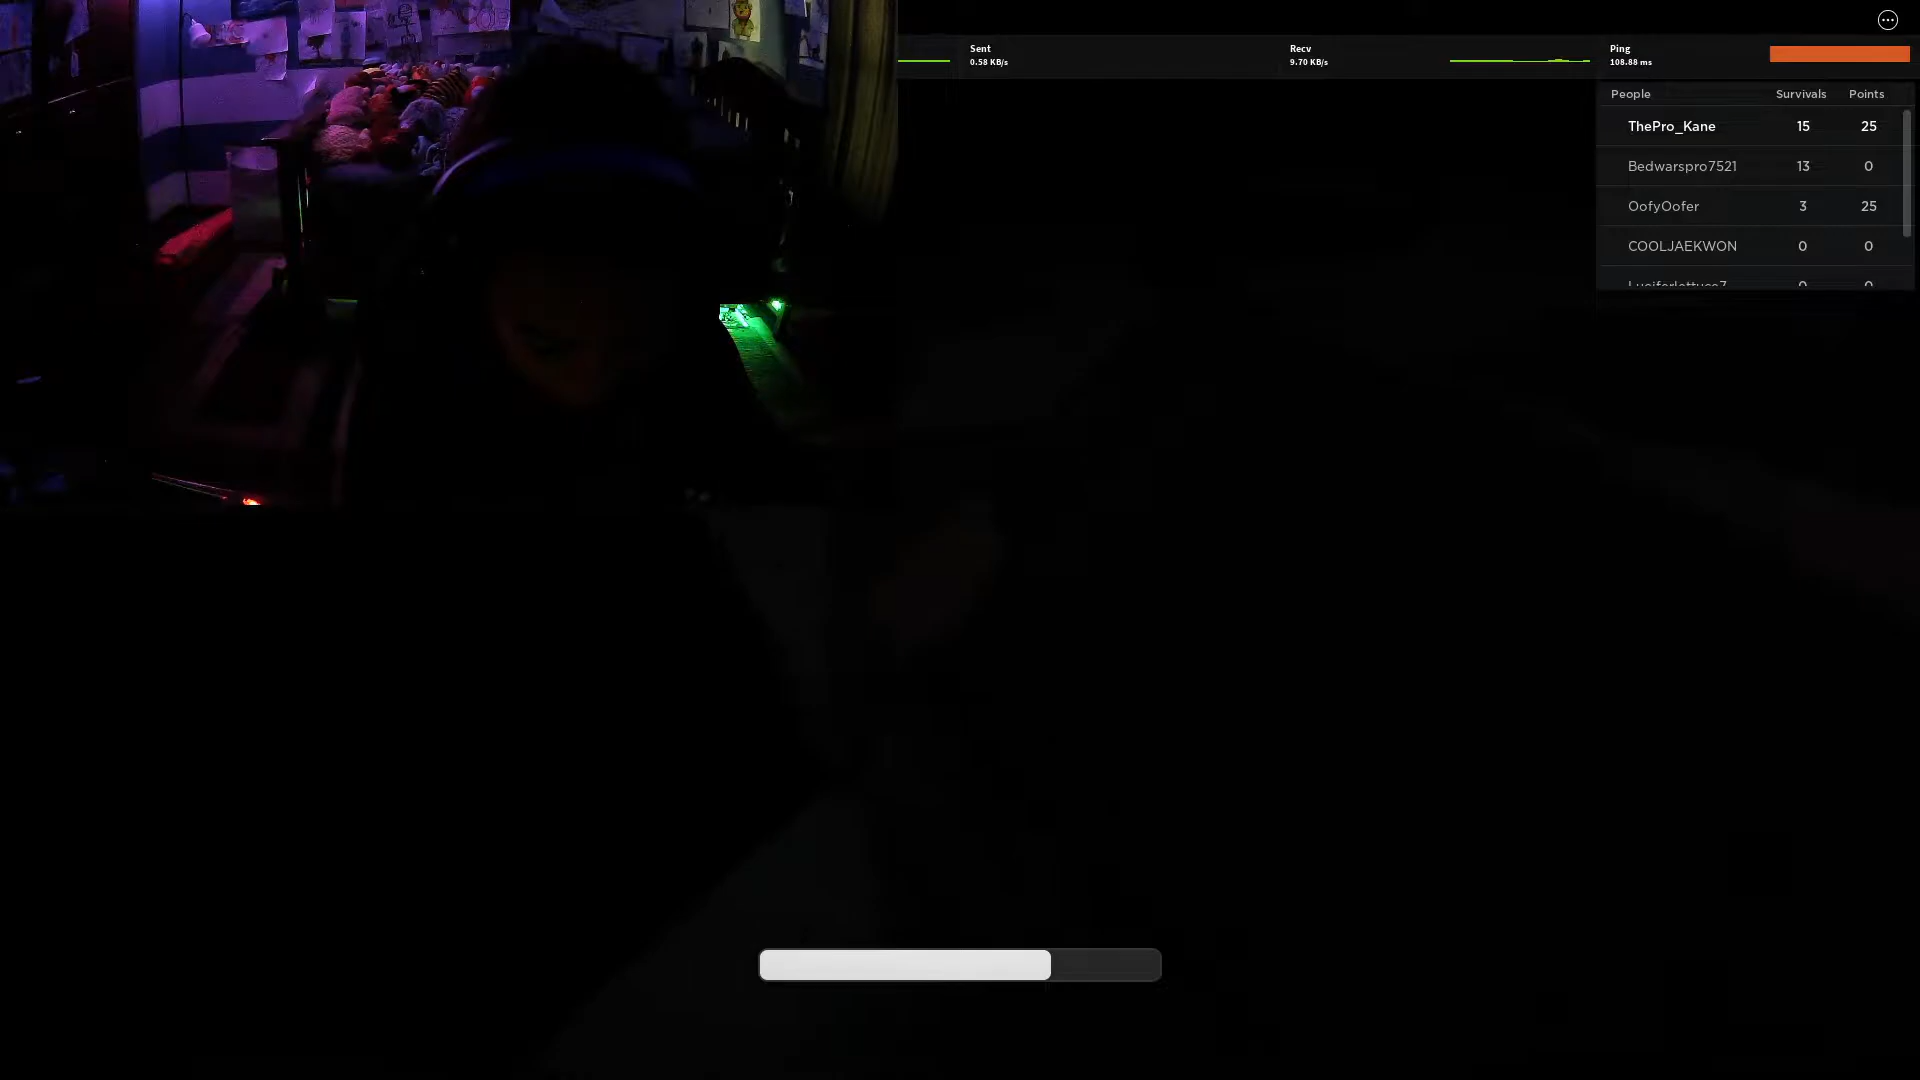 Sent
0.58 KB/s
Recv
9.70 KB/s
Ping
108.88 ms
People Survivals Points
ThePro_Kane 15 25
Bedwarspro7521 13 0
OofyOofer 3 25
COOLJAEKWON 0 0